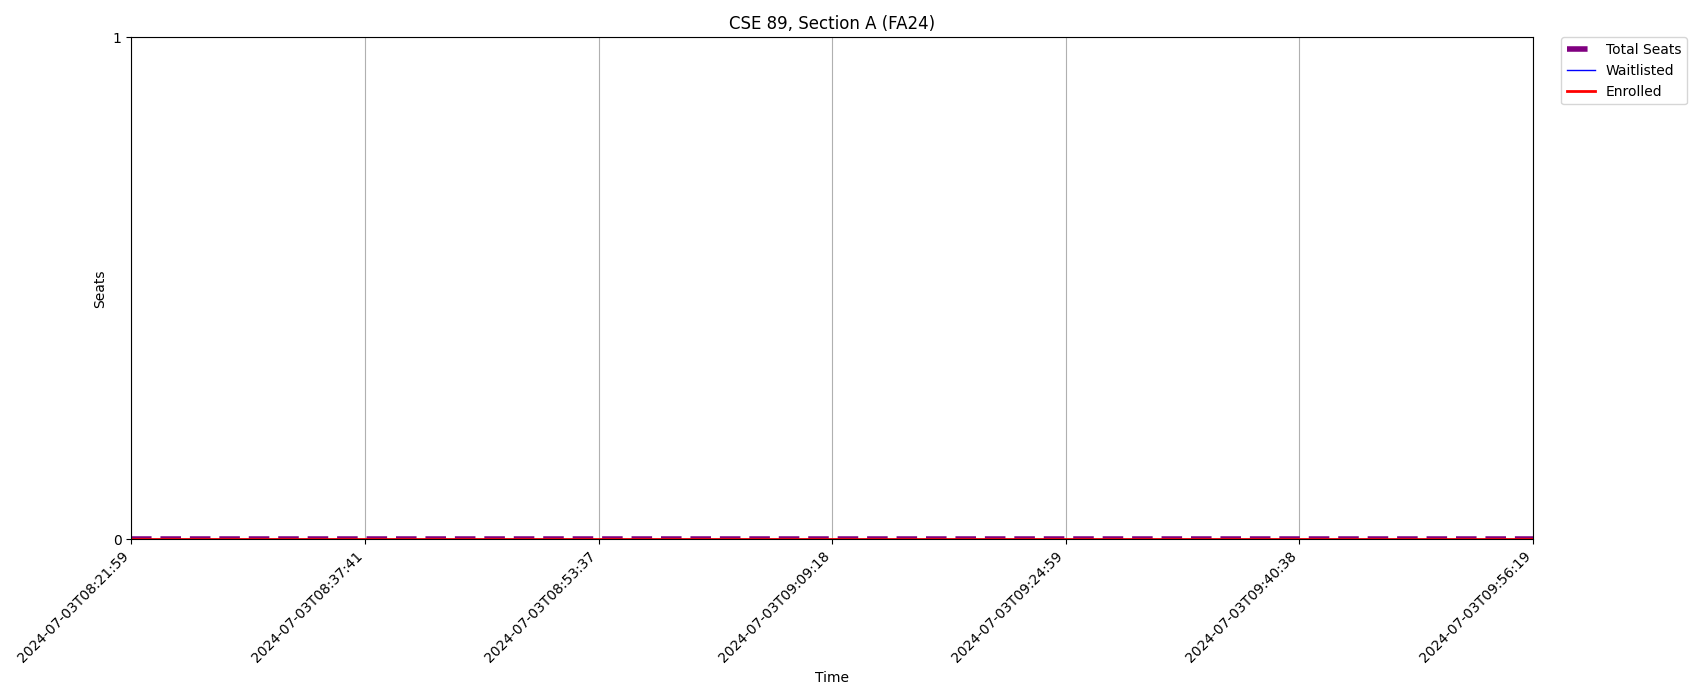 CSE 89, Section A (FA24)
Total Seats
Waitlisted
Enrolled
1
Seats
0
2024-07-03T08:21:59
2024-07-03T08:37:41
2024-07-03T08:53:37
2024-07-03T09:09:18
2024-07-03T09:24:59
2024-07-03T09:40:38
2024-07-03T09:56:19
Time